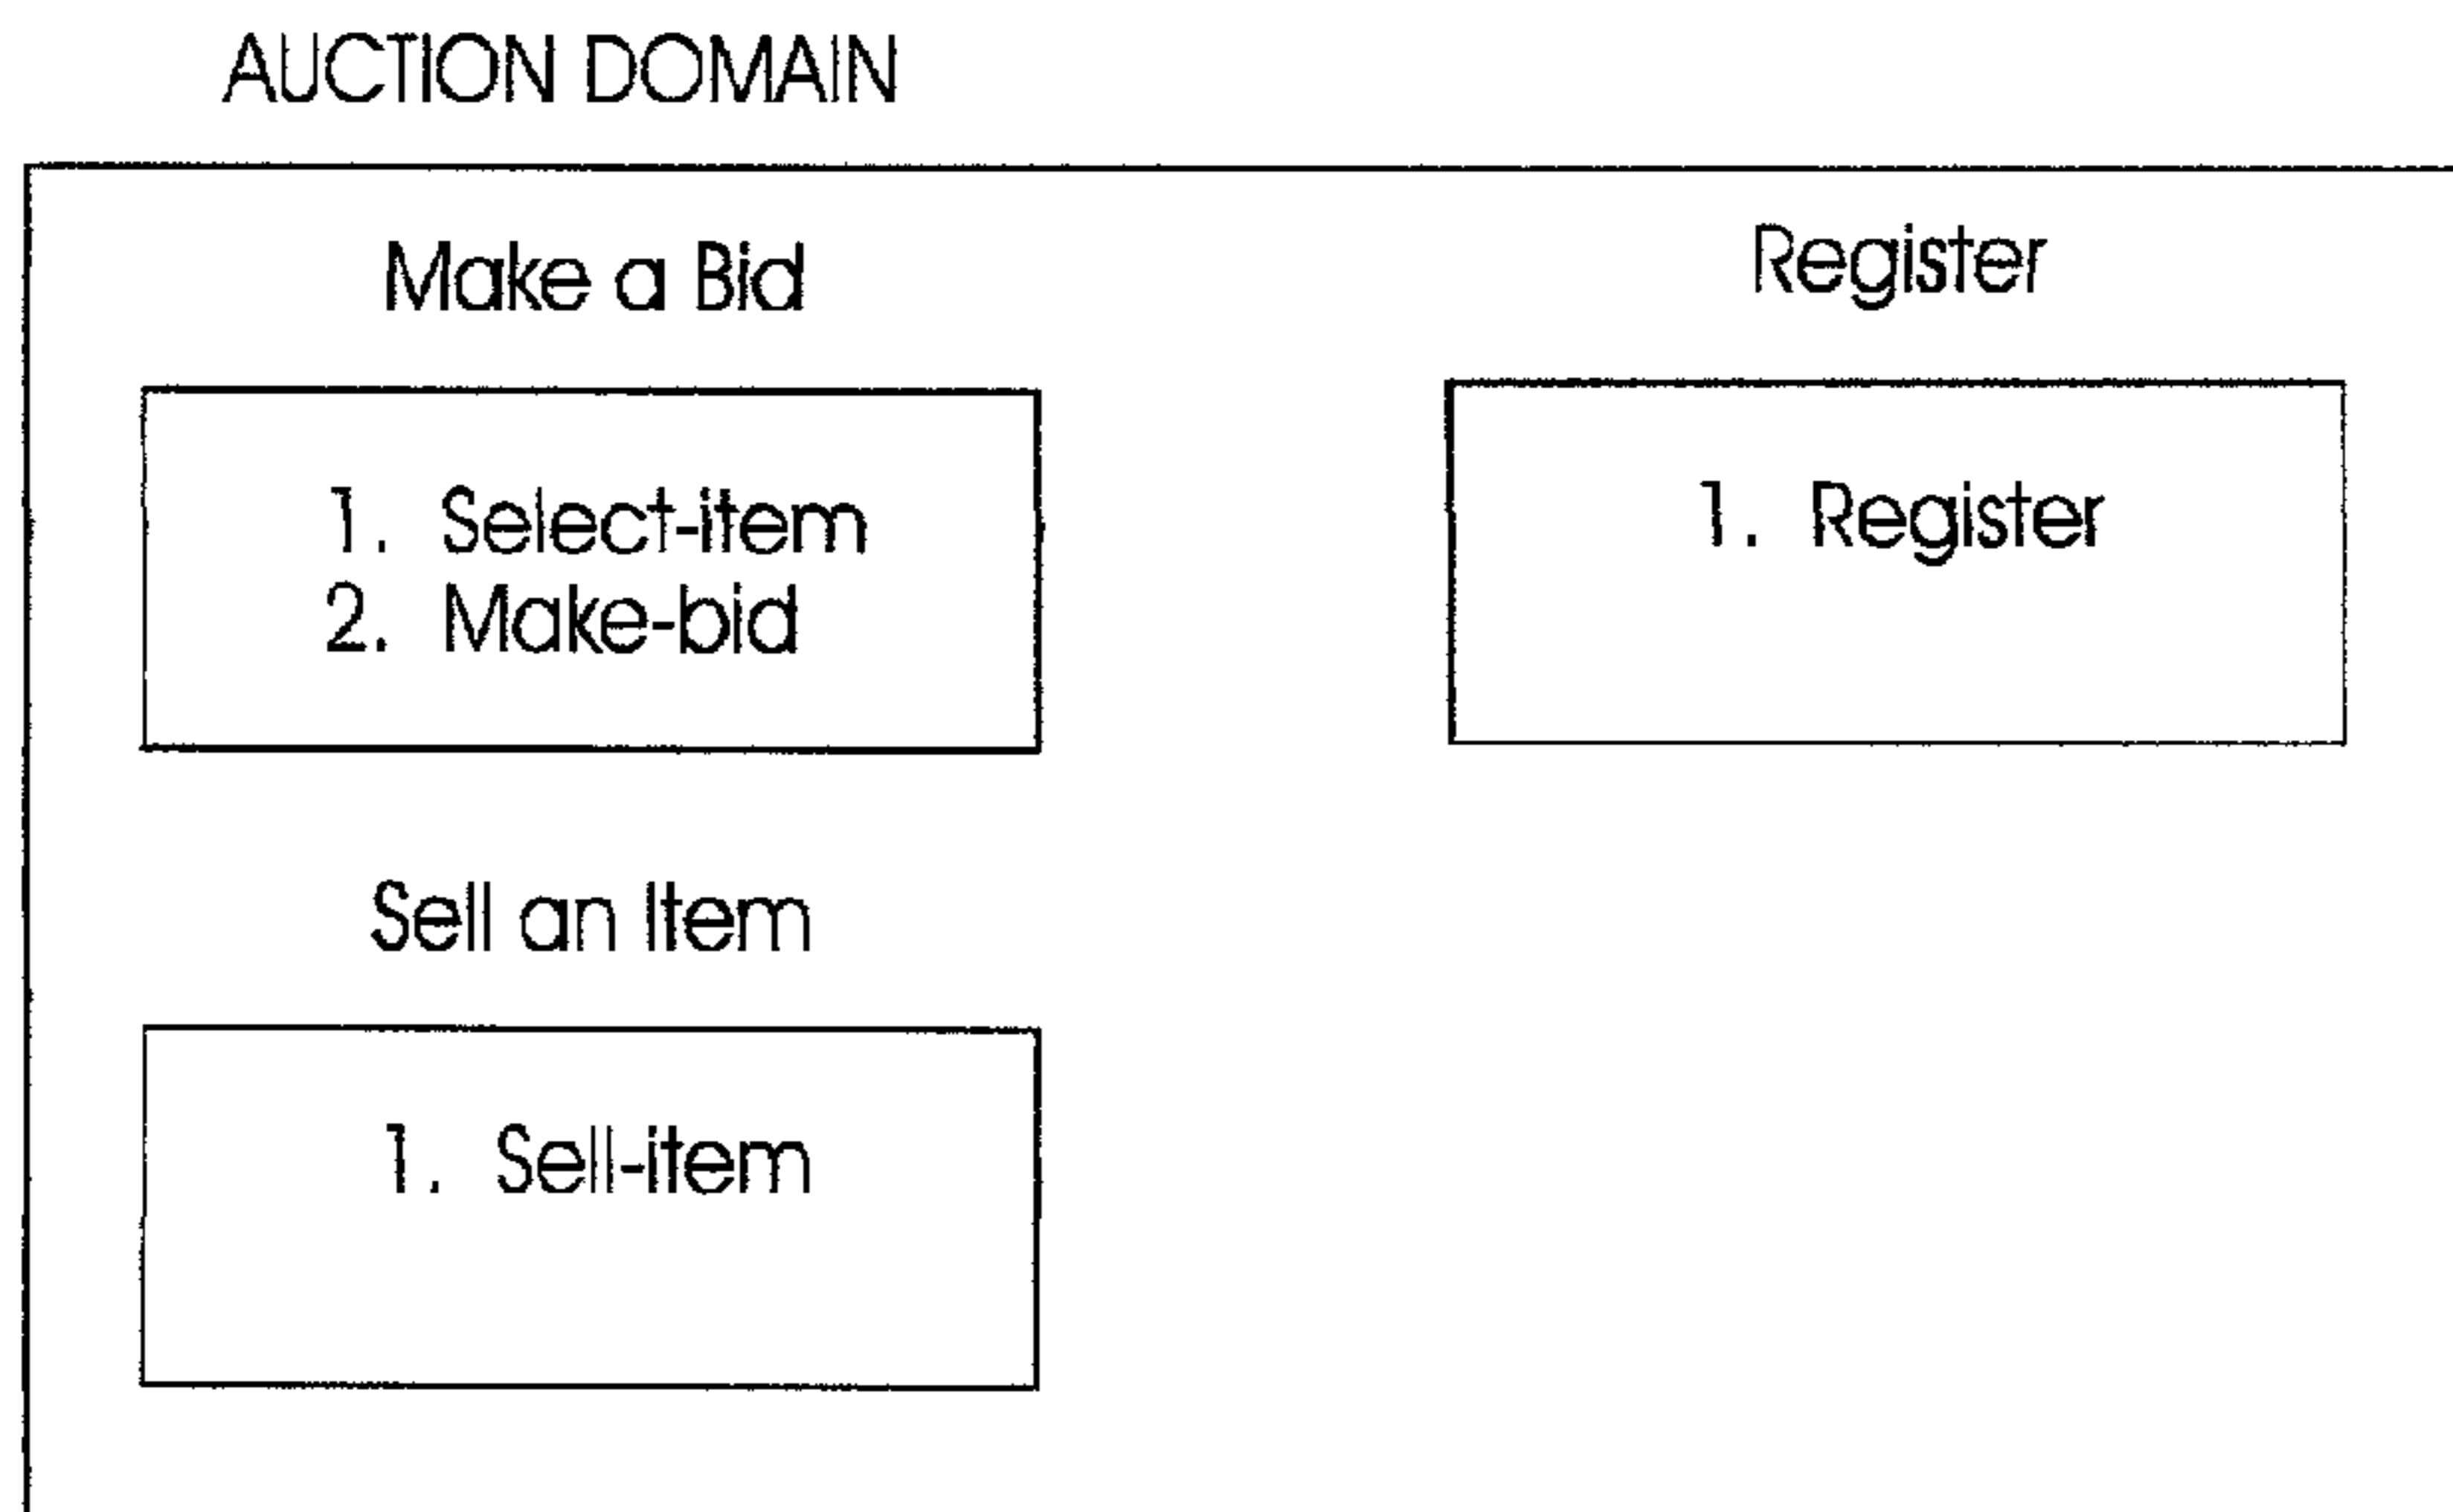 AUCTION DOMAIN
Make a Bid
1. Select-item
2. Make-bid
Register
1. Register
Sell an Item
1. Sell-item